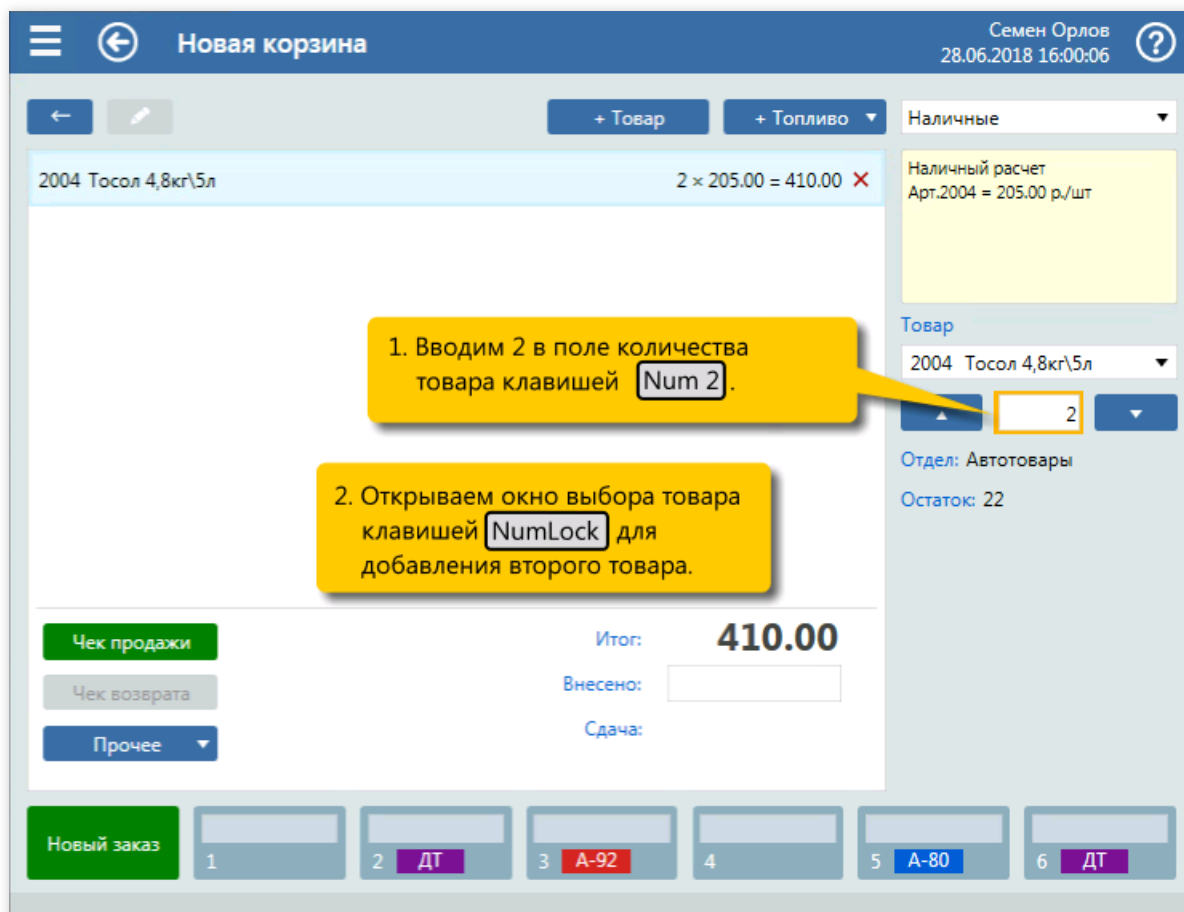 Новая корзина
Семен Орлов
28.06.2018 16:00:06
?
+ Товар
+ Топливо
Наличные
2004 Тосол 4,8кг\5л
2 × 205.00 = 410.00
Наличный расчет
Арт.2004 = 205.00 р./шт
1. Вводим 2 в поле количества
товара клавишей Num 2.
Товар
2004 Тосол 4,8кг\5л
2
Отдел: Автотовары
Остаток: 22
2. Открываем окно выбора товара
клавишей NumLock для
добавления второго товара.
Чек продажи
Чек возврата
Прочее
Итог: 410.00
Внесено:
Сдача:
Новый заказ
1
2 ДТ
3 А-92
4
5 А-80
6 ДТ